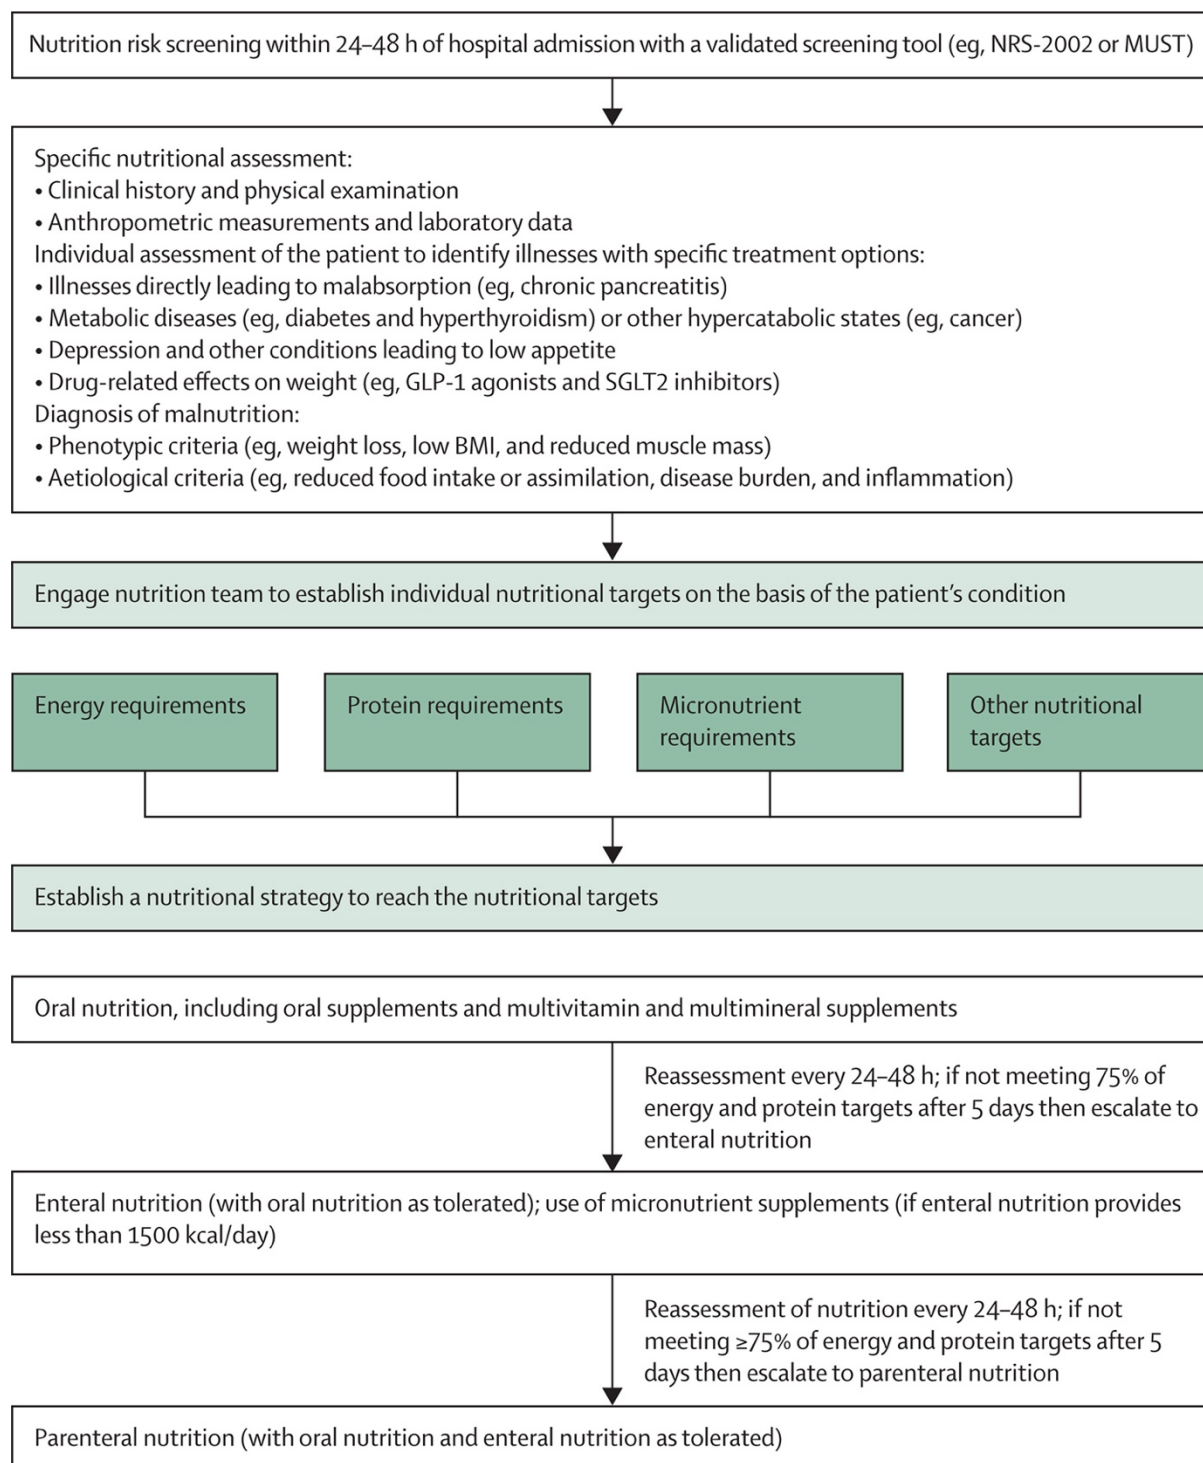 Nutrition risk screening within 24–48 h of hospital admission with a validated screening tool (eg, NRS-2002 or MUST)
Specific nutritional assessment:
• Clinical history and physical examination
• Anthropometric measurements and laboratory data
Individual assessment of the patient to identify illnesses with specific treatment options:
• Illnesses directly leading to malabsorption (eg, chronic pancreatitis)
• Metabolic diseases (eg, diabetes and hyperthyroidism) or other hypercatabolic states (eg, cancer)
• Depression and other conditions leading to low appetite
• Drug-related effects on weight (eg, GLP-1 agonists and SGLT2 inhibitors)
Diagnosis of malnutrition:
• Phenotypic criteria (eg, weight loss, low BMI, and reduced muscle mass)
• Aetiological criteria (eg, reduced food intake or assimilation, disease burden, and inflammation)
Engage nutrition team to establish individual nutritional targets on the basis of the patient’s condition
Energy requirements
Protein requirements
Micronutrient
requirements
Other nutritional
targets
Establish a nutritional strategy to reach the nutritional targets
Oral nutrition, including oral supplements and multivitamin and multimineral supplements
Reassessment every 24–48 h; if not meeting 75% of
energy and protein targets after 5 days then escalate to
enteral nutrition
Enteral nutrition (with oral nutrition as tolerated); use of micronutrient supplements (if enteral nutrition provides
less than 1500 kcal/day)
Reassessment of nutrition every 24–48 h; if not
meeting ≥75% of energy and protein targets after 5
days then escalate to parenteral nutrition
Parenteral nutrition (with oral nutrition and enteral nutrition as tolerated)